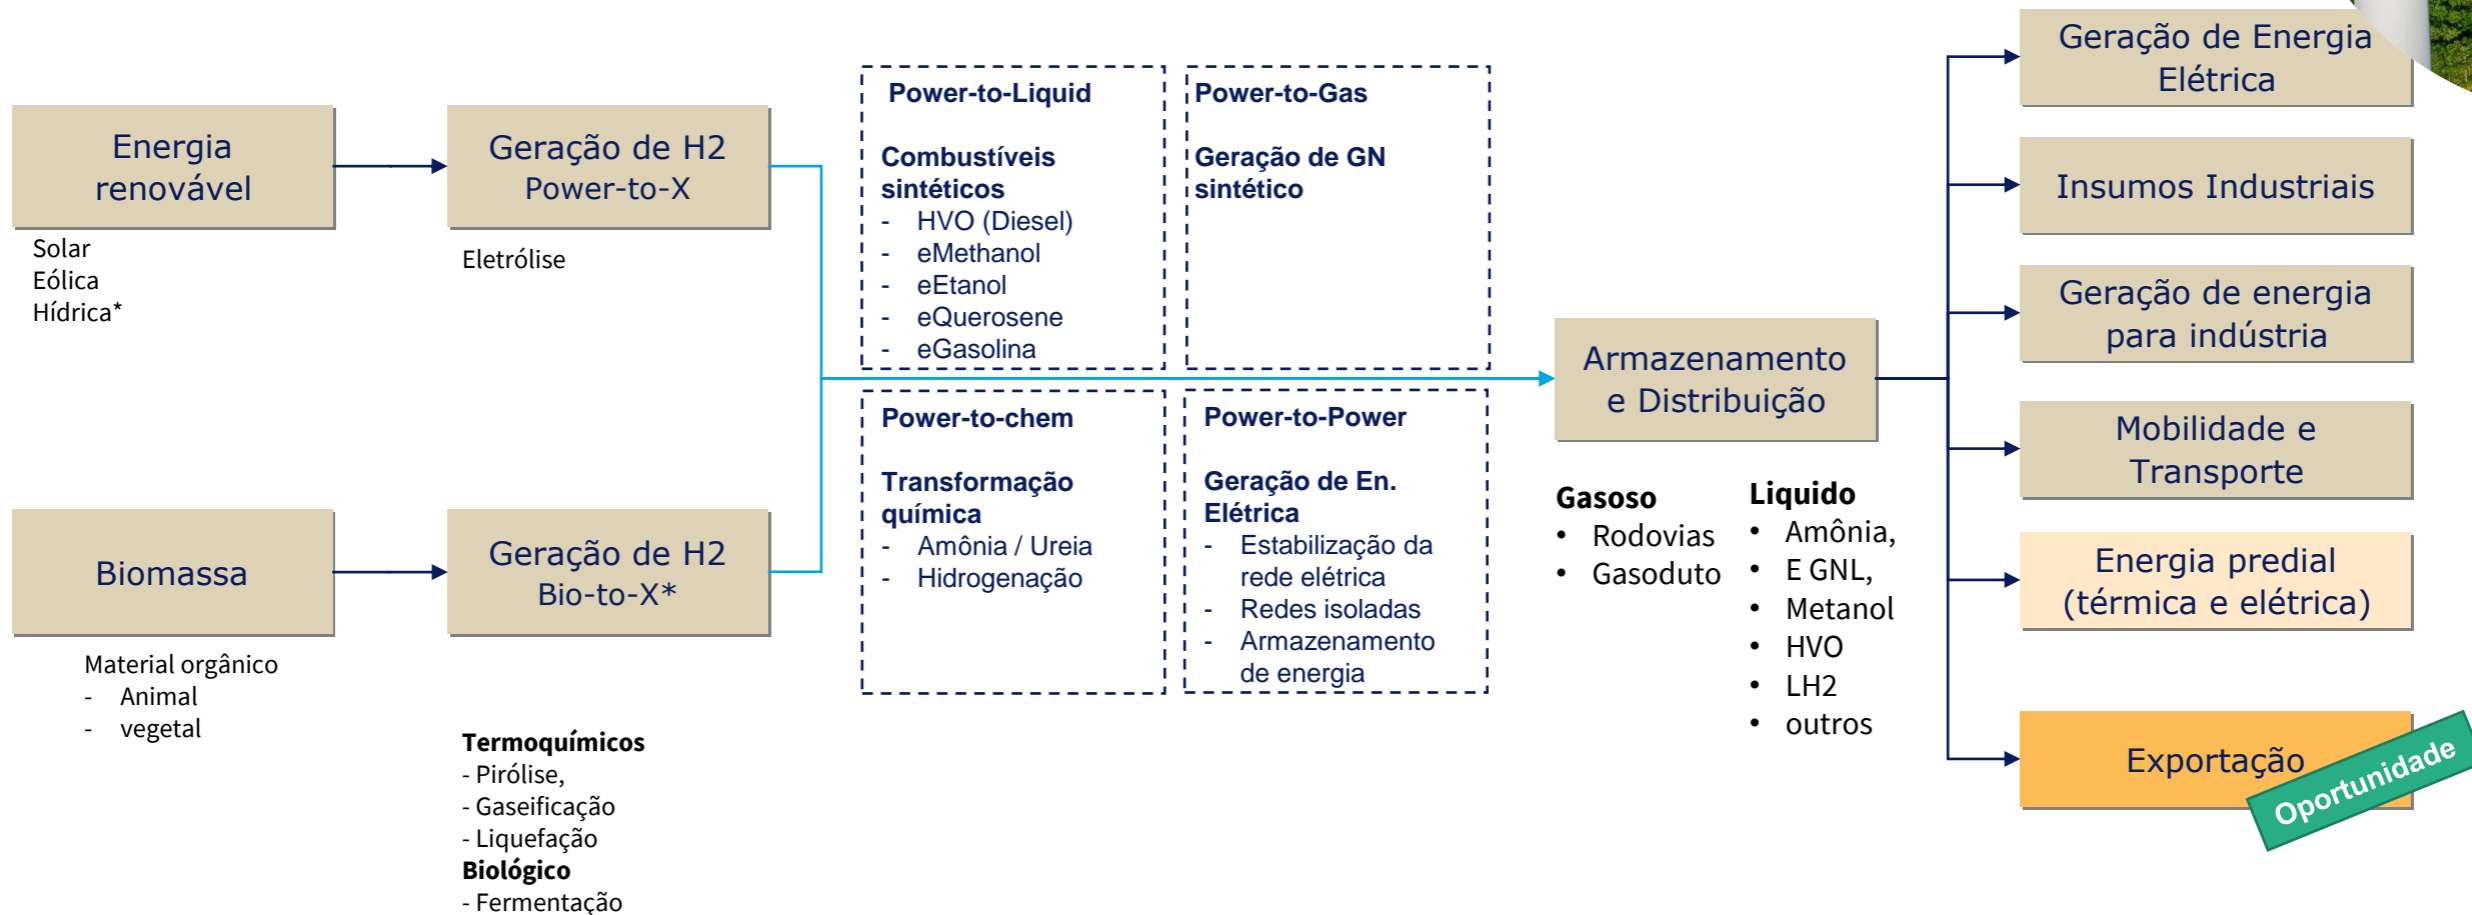 Energia
renovável
Solar
Eólica
Hídrica*
Geração de H2
Power-to-X
Eletrólise
Biomassa
Material orgânico
- Animal
- vegetal
Geração de H2
Bio-to-X*
Termoquímicos
- Pirólise,
- Gaseificação
- Liquefação
Biológico
- Fermentação
Power-to-Liquid
Combustíveis
sintéticos
- HVO (Diesel)
- eMethanol
- eEtanol
- eQuerosene
- eGasolina
Power-to-Gas
Geração de GN
sintético
Power-to-chem
Transformação
química
- Amônia / Ureia
- Hidrogenação
Power-to-Power
Geração de En.
Elétrica
- Estabilização da
rede elétrica
- Redes isoladas
- Armazenamento
de energia
Armazenamento
e Distribuição
Gasoso
• Rodovias
• Gasoduto
Liquido
• Amônia,
• E GNL,
• Metanol
• HVO
• LH2
• outros
Geração de Energia
Elétrica
Insumos Industriais
Geração de energia
para indústria
Mobilidade e
Transporte
Energia predial
(térmica e elétrica)
Exportação
Oportunidade